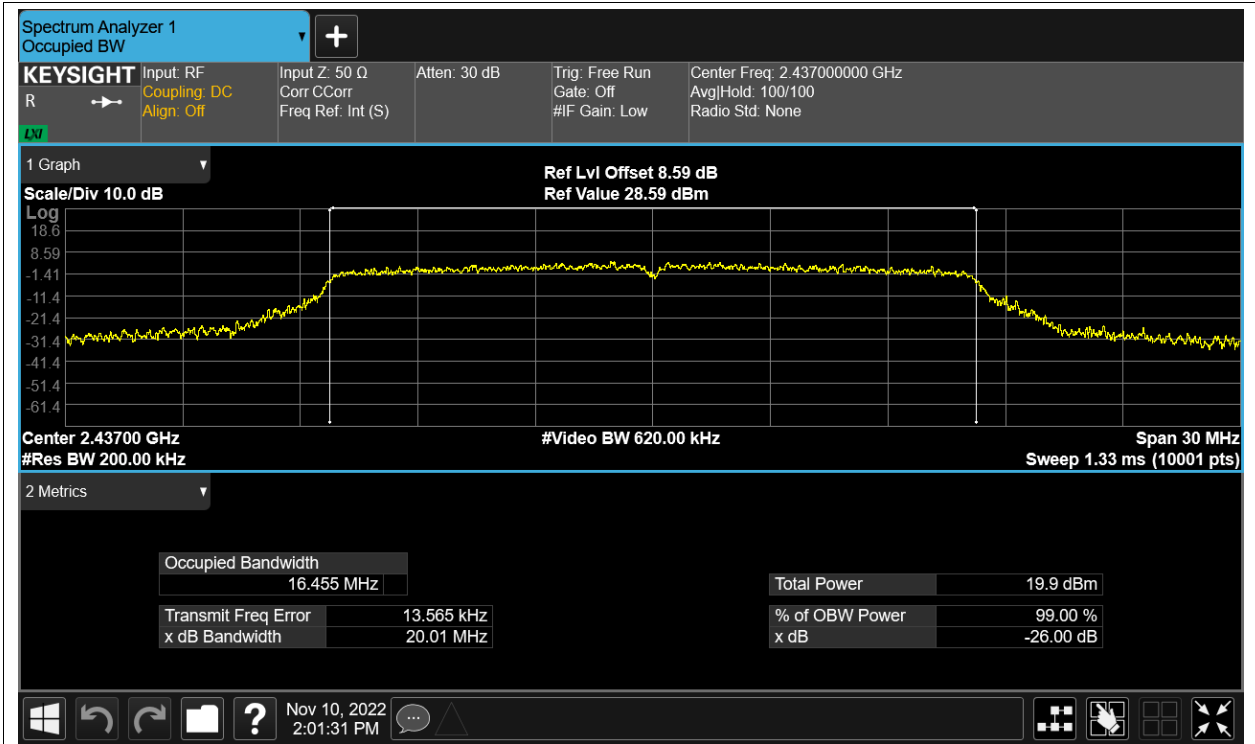 Spectrum Analyzer 1
Occupied BW
▼
+
KEYSIGHT
R
LXI
Input: RF
Coupling: DC
Align: Off
Input Z: 50 Ω
Corr CCorr
Freq Ref: Int (S)
Atten: 30 dB
Trig: Free Run
Gate: Off
#IF Gain: Low
Center Freq: 2.437000000 GHz
Avg|Hold: 100/100
Radio Std: None
1 Graph ▼
Scale/Div 10.0 dB
Ref Lvl Offset 8.59 dB
Ref Value 28.59 dBm
Log
18.6
8.59
-1.41
-11.4
-21.4
-31.4
-41.4
-51.4
-61.4
Center 2.43700 GHz
#Res BW 200.00 kHz
#Video BW 620.00 kHz
Span 30 MHz
Sweep 1.33 ms (10001 pts)
2 Metrics ▼
Occupied Bandwidth
16.455 MHz
Transmit Freq Error 13.565 kHz
x dB Bandwidth 20.01 MHz
Total Power 19.9 dBm
% of OBW Power 99.00 %
x dB -26.00 dB
?
Nov 10, 2022
2:01:31 PM